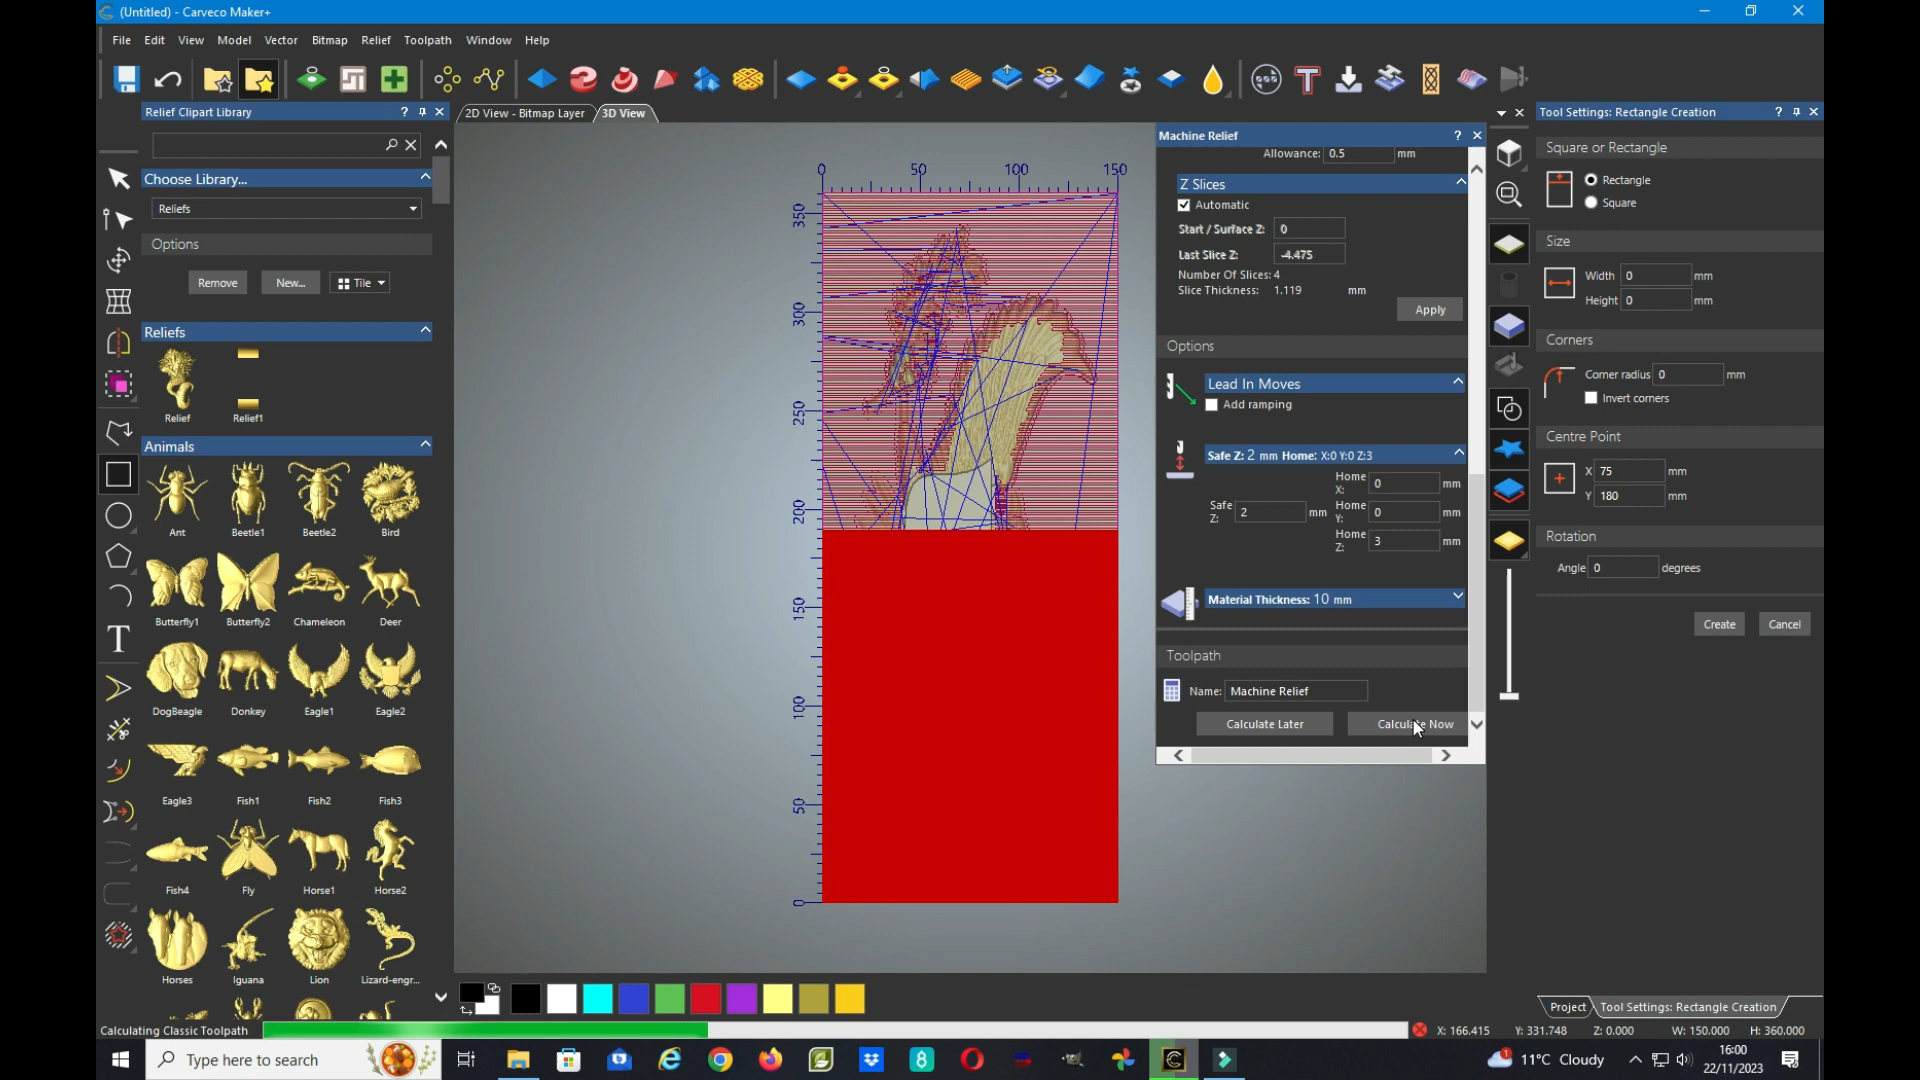 (Untitled) - Carveco Maker+
File Edit View Model Vector Bitmap Relief Toolpath Window Help
Relief Clipart Library ?
Choose Library...
Reliefs
Options
Remove New... Tile
Reliefs
Relief Relief1
Animals
Ant Beetle1 Beetle2 Bird
Butterfly1 Butterfly2 Chameleon Deer
DogBeagle Donkey Eagle1 Eagle2
Eagle3 Fish1 Fish2 Fish3
Fish4 Fly Horse1 Horse2
Horses Iguana Lion Lizard-engr...
2D View - Bitmap Layer 3D View
0 50 100 150
350
300
250
200
150
100
50
0
Machine Relief ?
Allowance: 0.5 mm
Z Slices
Automatic
Start / Surface Z: 0
Last Slice Z: -4.475
Number Of Slices: 4
Slice Thickness: 1.119 mm
Apply
Options
Lead In Moves
Add ramping
Safe Z: 2 mm Home: X:0 Y:0 Z:3
Home X: 0 mm
Safe Z: 2 mm Home Y: 0 mm
Home Z: 3 mm
Material Thickness: 10 mm
Toolpath
Name: Machine Relief
Calculate Later Calculate Now
Tool Settings: Rectangle Creation ?
Square or Rectangle
Rectangle
Square
Size
Width 0 mm
Height 0 mm
Corners
Corner radius 0 mm
Invert corners
Centre Point
X 75 mm
Y 180 mm
Rotation
Angle 0 degrees
Create Cancel
Project Tool Settings: Rectangle Creation
Calculating Classic Toolpath X: 166.415 Y: 331.748 Z: 0.000 W: 150.000 H: 360.000
Type here to search 11°C Cloudy 16:00
22/11/2023